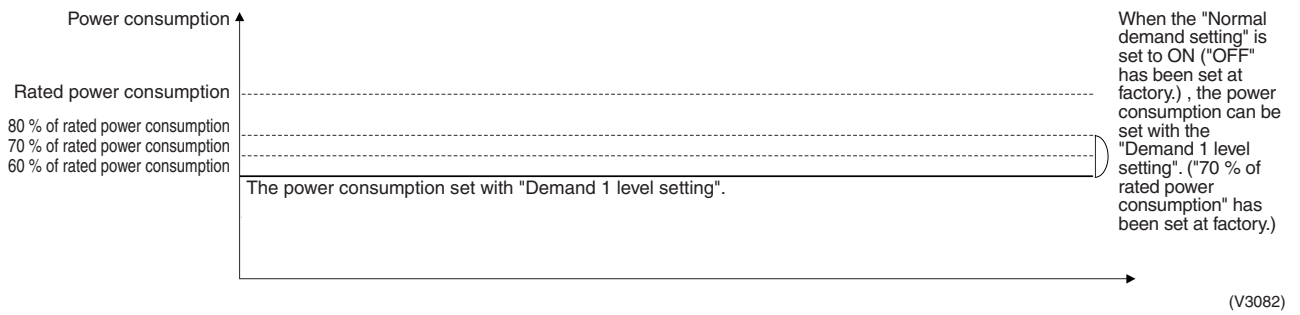 Power consumption
Rated power consumption
80 % of rated power consumption
70 % of rated power consumption
60 % of rated power consumption
The power consumption set with "Demand 1 level setting".
When the "Normal
demand setting" is
set to ON ("OFF"
has been set at
factory.) , the power
consumption can be
set with the
"Demand 1 level
setting". ("70 % of
rated power
consumption" has
been set at factory.)
(V3082)